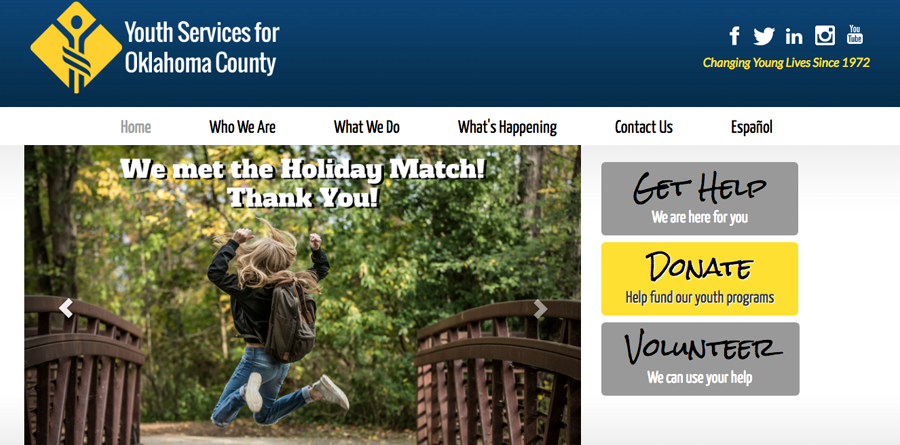 Youth Services for
Oklahoma County
You
Tube
Changing Young Lives Since 1972
Home Who We Are What We Do What's Happening Contact Us Español
We met the Holiday Match!
Thank You!
Get Help
We are here for you
Donate
Help fund our youth programs
Volunteer
We can use your help